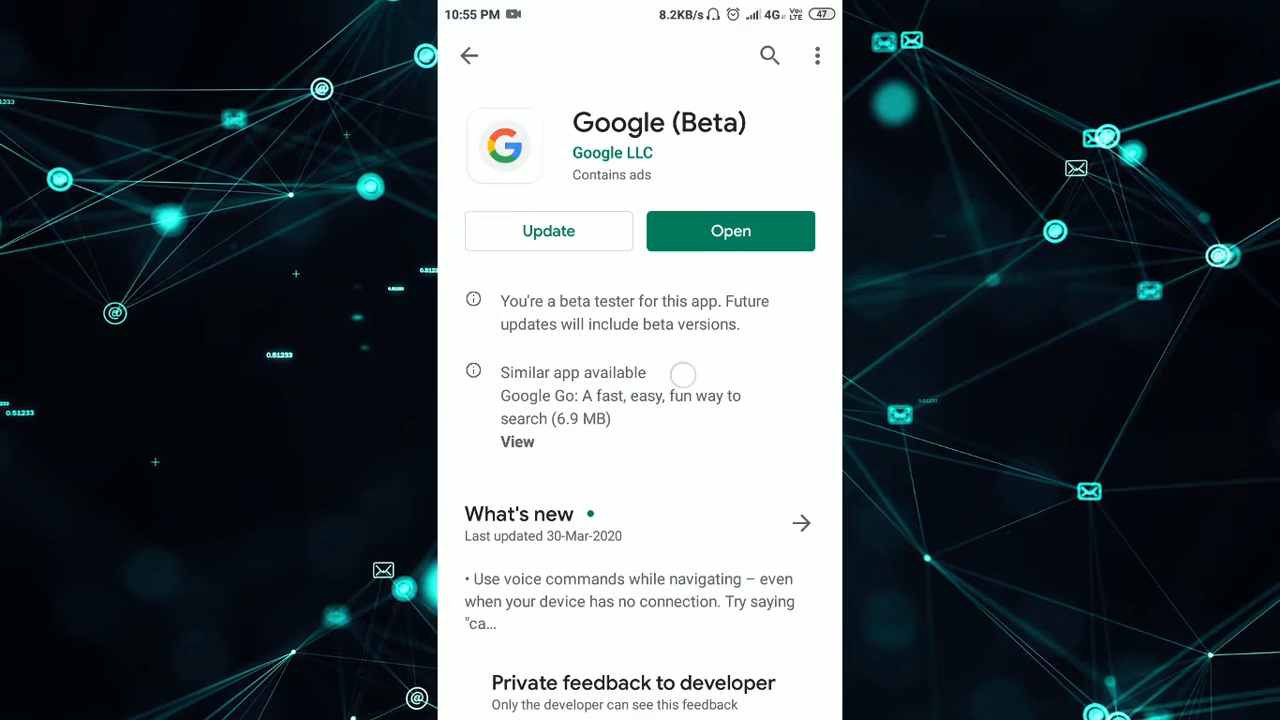 10:55 PM
8.2KB/s 4G Vo LTE 47
Google (Beta)
Google LLC
Contains ads
Update
Open
You're a beta tester for this app. Future
updates will include beta versions.
Similar app available
Google Go: A fast, easy, fun way to
search (6.9 MB)
View
What's new
Last updated 30-Mar-2020
• Use voice commands while navigating – even
when your device has no connection. Try saying
"ca...
Private feedback to developer
Only the developer can see this feedback
0.51233